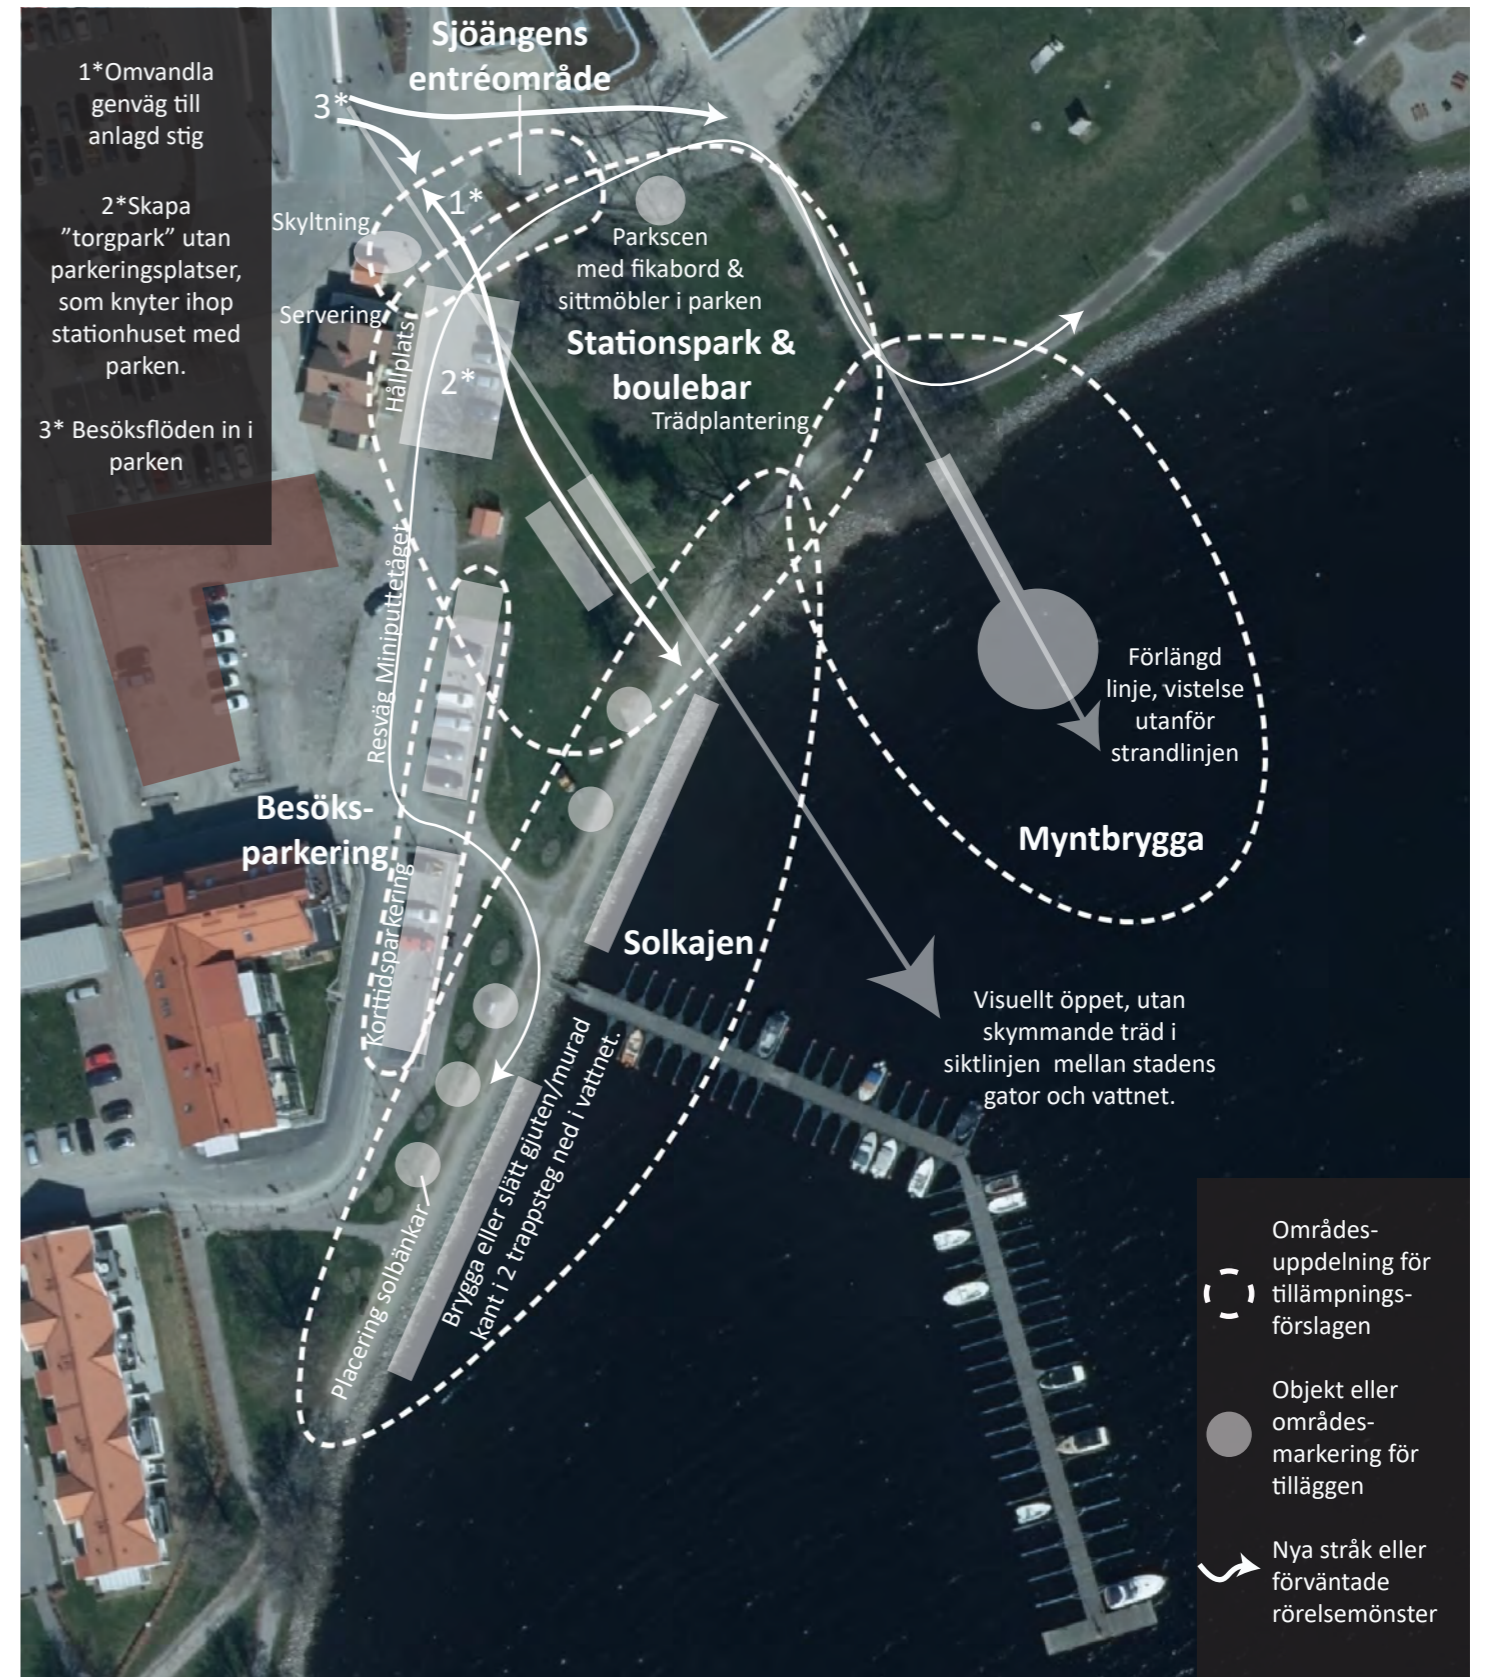 1*Omvandla
genväg till
anlagd stig
2*Skapa
”torgpark” utan
parkeringsplatser,
som knyter ihop
stationhuset med
parken.
3* Besöksflöden in i
parken
Sjöängens
entréområde
3*
1*
Skyltning
Parkscen
med fikabord &
sittmöbler i parken
Servering
Hållplats
2*
Stationspark &
boulebar
Trädplantering
Resväg Miniputtetåget
Förlängd
linje, vistelse
utanför
strandlinjen
Besöks-
parkering
Myntbrygga
Korttidsparkering
Solkajen
Visuellt öppet, utan
skymmande träd i
siktlinjen mellan stadens
gator och vattnet.
Placering solbänkar
Brygga eller slätt gjuten/murad
kant i 2 trappsteg ned i vattnet.
Områdes-
uppdelning för
tillämpnings-
förslagen
Objekt eller
områdes-
markering för
tilläggen
Nya stråk eller
förväntade
rörelsemönster